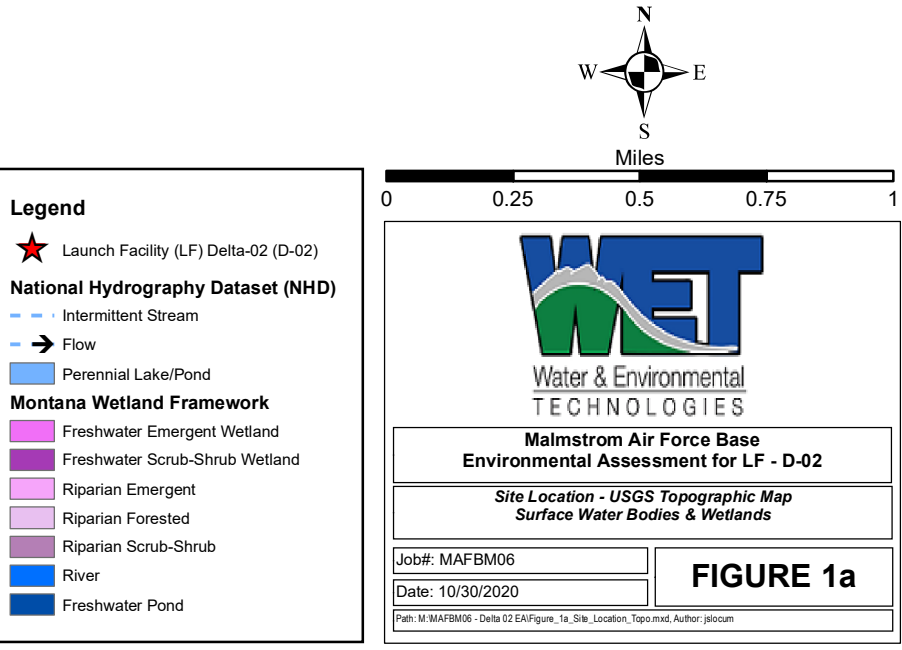 N
W E
S
Miles
0 0.25 0.5 0.75 1
Legend
Launch Facility (LF) Delta-02 (D-02)
National Hydrography Dataset (NHD)
Intermittent Stream
Flow
Perennial Lake/Pond
Montana Wetland Framework
Freshwater Emergent Wetland
Freshwater Scrub-Shrub Wetland
Riparian Emergent
Riparian Forested
Riparian Scrub-Shrub
River
Freshwater Pond
WET
Water & Environmental
TECHNOLOGIES
Malmstrom Air Force Base
Environmental Assessment for LF - D-02
Site Location - USGS Topographic Map
Surface Water Bodies & Wetlands
Job#: MAFBM06
Date: 10/30/2020
FIGURE 1a
Path: M:\MAFBM06 - Delta 02 EA\Figure_1a_Site_Location_Topo.mxd, Author: jslocum